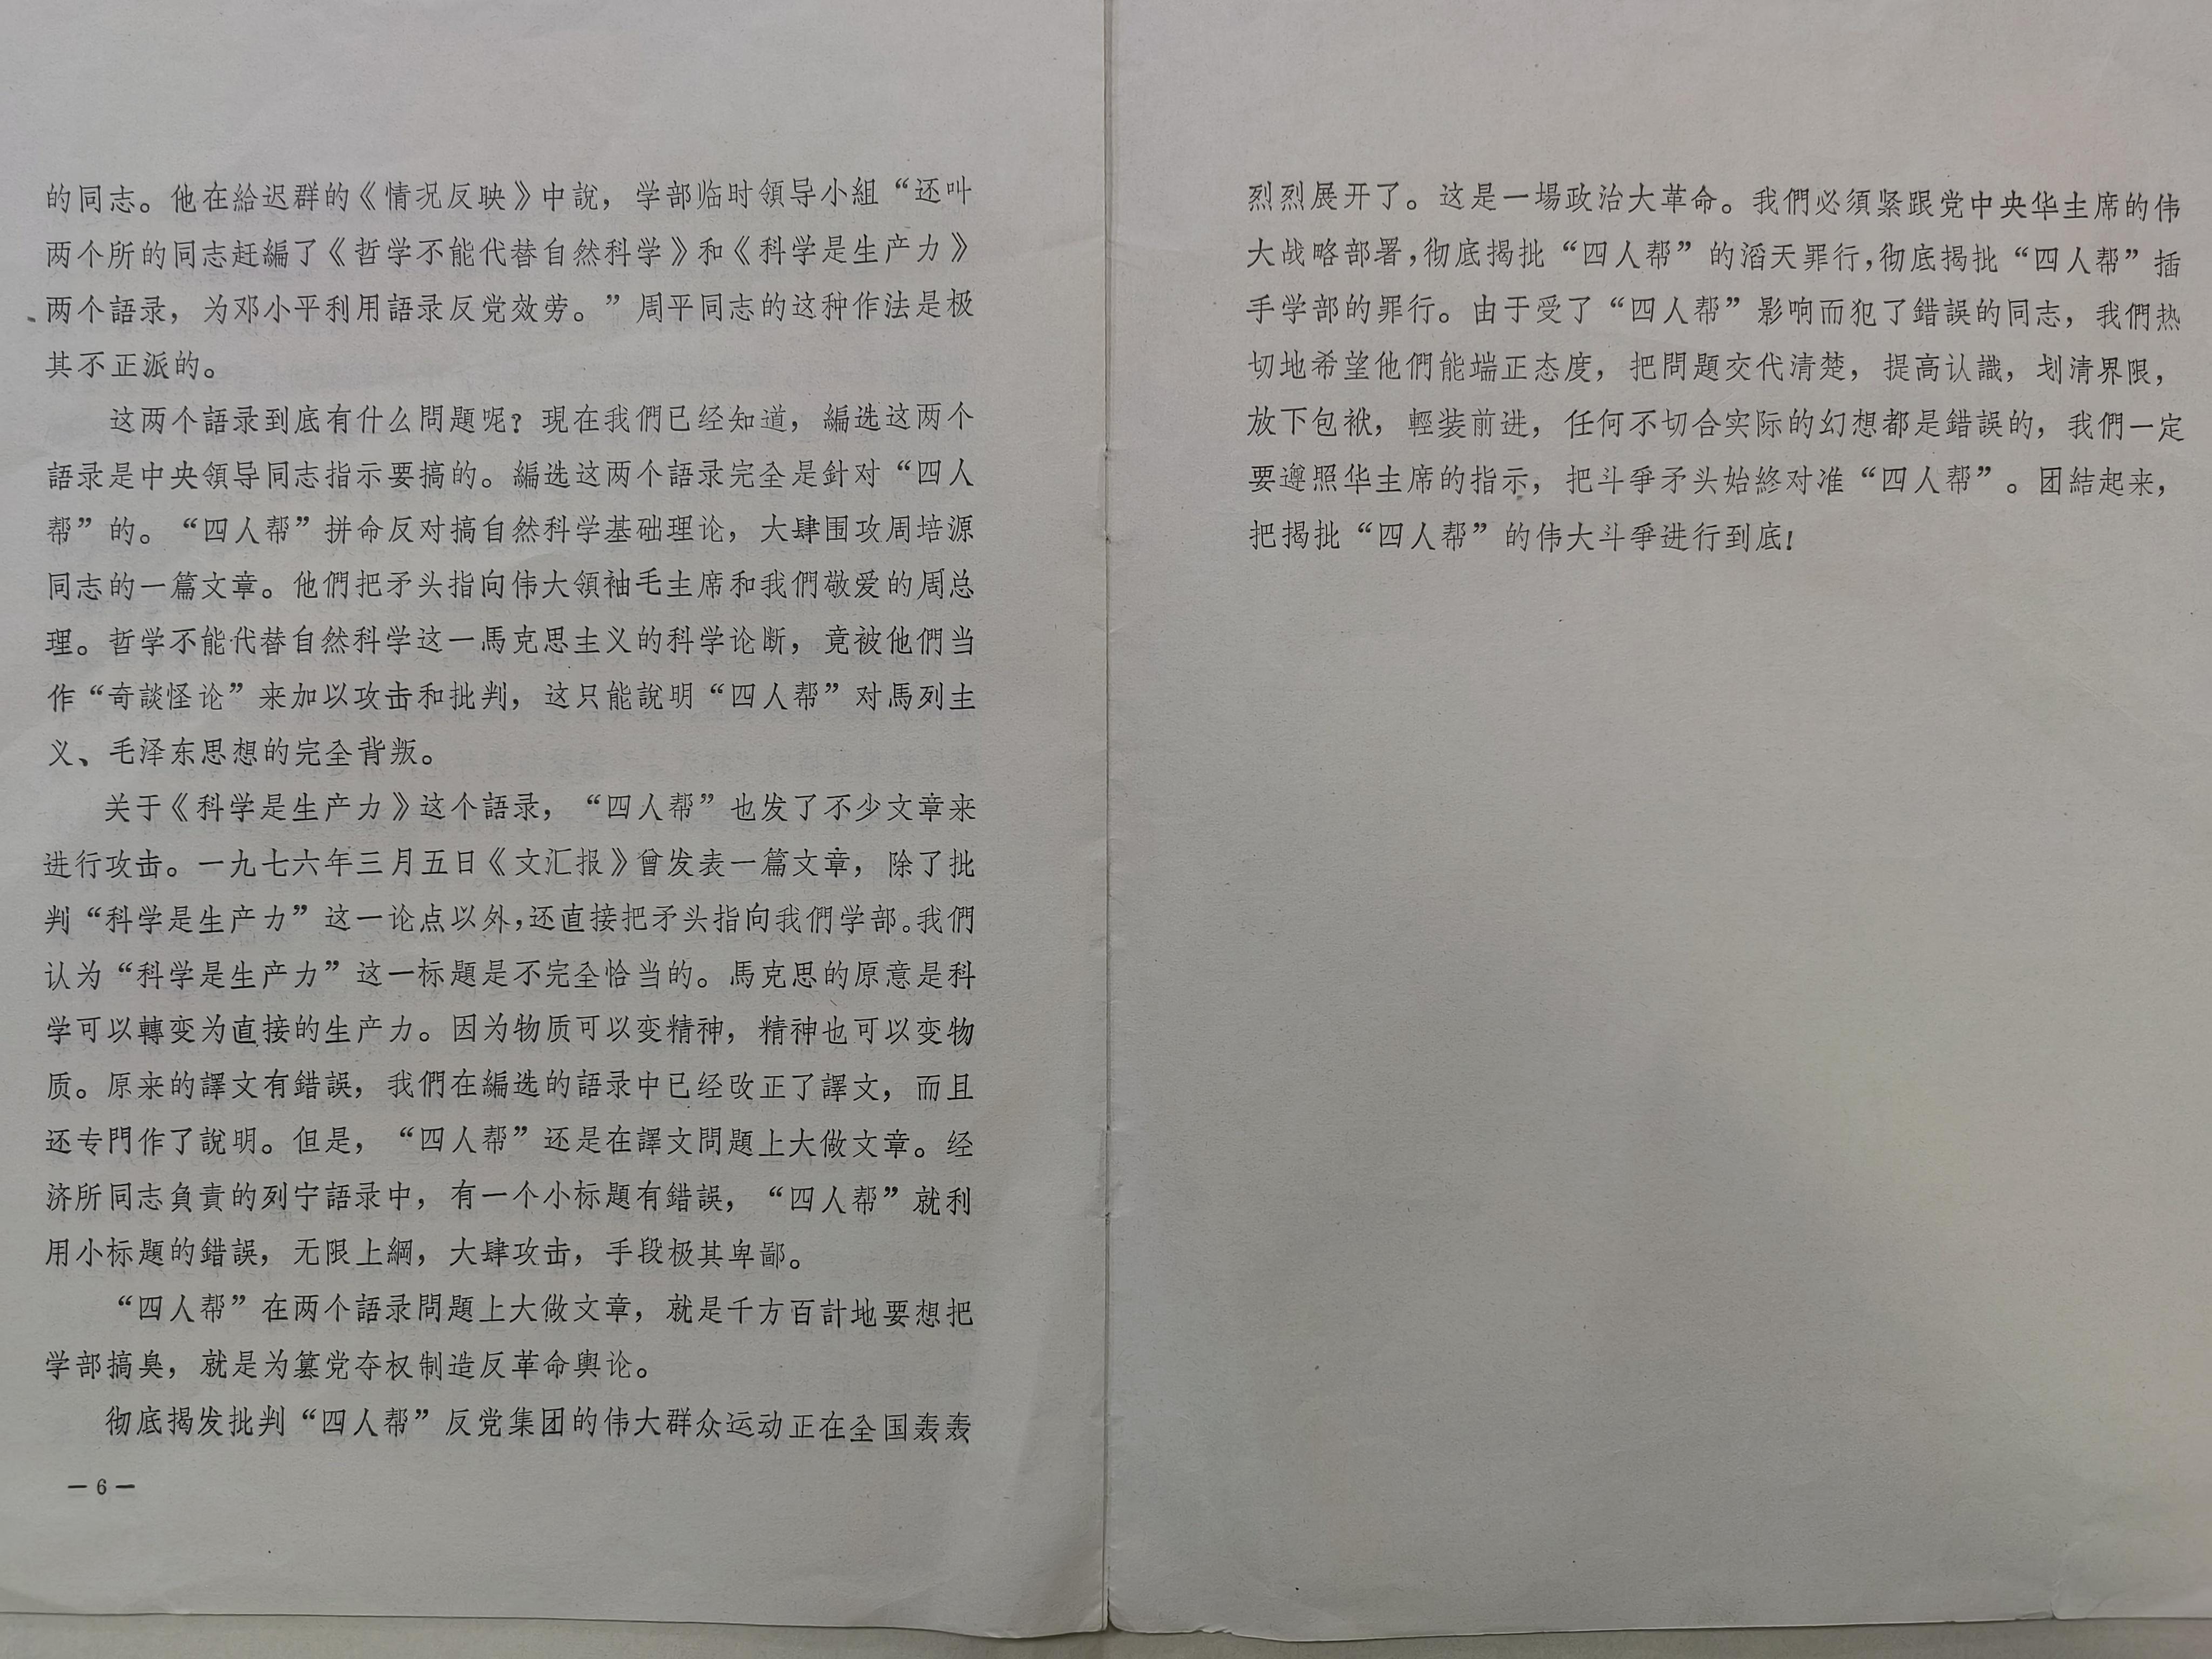 的同志。他在給迟群的《情况反映》中說，学部临时領导小組“还叫
两个所的同志赶編了《哲学不能代替自然科学》和《科学是生产力》
两个語录，为邓小平利用語录反党效劳。”周平同志的这种作法是极
其不正派的。
这两个語录到底有什么問題呢？現在我們已经知道，編选这两个
語录是中央領导同志指示要搞的。編选这两个語录完全是針对“四人
帮”的。“四人帮”拼命反对搞自然科学基础理论，大肆围攻周培源
同志的一篇文章。他們把矛头指向伟大領袖毛主席和我們敬爱的周总
理。哲学不能代替自然科学这一馬克思主义的科学论断，竟被他們当
作“奇談怪论”来加以攻击和批判，这只能說明“四人帮”对馬列主
义、毛泽东思想的完全背叛。
关于《科学是生产力》这个語录，“四人帮”也发了不少文章来
进行攻击。一九七六年三月五日《文汇报》曾发表一篇文章，除了批
判“科学是生产力”这一论点以外，还直接把矛头指向我們学部。我們
认为“科学是生产力”这一标題是不完全恰当的。馬克思的原意是科
学可以轉变为直接的生产力。因为物质可以变精神，精神也可以变物
质。原来的譯文有錯誤，我們在編选的語录中已经改正了譯文，而且
还专門作了說明。但是，“四人帮”还是在譯文問題上大做文章。经
济所同志負責的列宁語录中，有一个小标題有錯誤，“四人帮”就利
用小标題的錯誤，无限上綱，大肆攻击，手段极其卑鄙。
“四人帮”在两个語录問題上大做文章，就是千方百計地要想把
学部搞臭，就是为篡党夺权制造反革命輿论。
彻底揭发批判“四人帮”反党集团的伟大群众运动正在全国轰轰
—6—
烈烈展开了。这是一場政治大革命。我們必須紧跟党中央华主席的伟
大战略部署，彻底揭批“四人帮”的滔天罪行，彻底揭批“四人帮”插
手学部的罪行。由于受了“四人帮”影响而犯了錯誤的同志，我們热
切地希望他們能端正态度，把問題交代清楚，提高认識，划清界限，
放下包袱，輕装前进，任何不切合实际的幻想都是錯誤的，我們一定
要遵照华主席的指示，把斗爭矛头始終对准“四人帮”。团結起来，
把揭批“四人帮”的伟大斗爭进行到底！